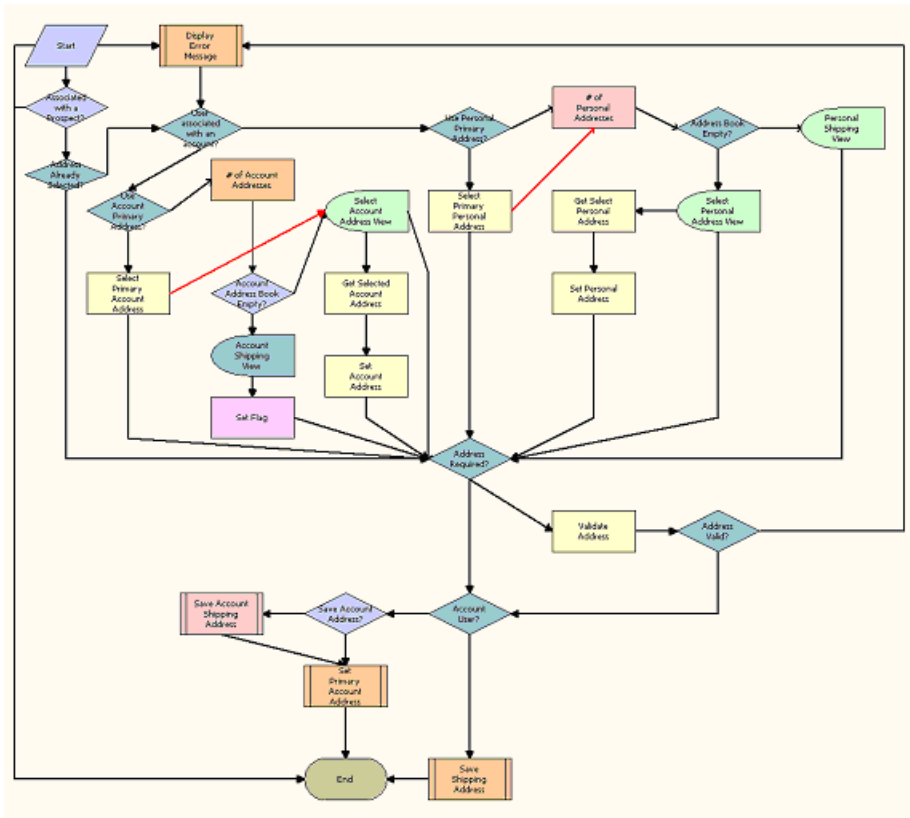 Start
Display
Error
Message
Associated
with a
Prospect?
User
associated
with an
account?
Use Personal
Primary
Address?
# of
Personal
Addresses
Address Book
Empty?
Personal
Shipping
View
Address
Already
Selected?
# of Account
Addresses
Use
Account
Primary
Address?
Select
Account
Address View
Select
Primary
Personal
Address
Get Select
Personal
Address
Select
Personal
Address View
Select
Primary
Account
Address
Account
Address Book
Empty?
Get Selected
Account
Address
Set Personal
Address
Account
Shipping
View
Set
Account
Address
Set Flag
Address
Required?
Validate
Address
Address
Valid?
Save Account
Shipping
Address
Save Account
Address?
Account
User?
Set
Primary
Account
Address
End
Save
Shipping
Address